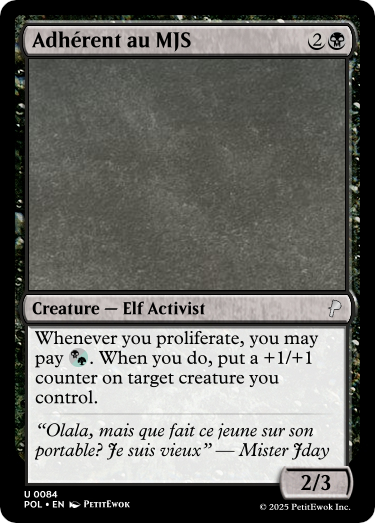 Adhérent au MJS 2
Creature — Elf Activist
Whenever you proliferate, you may
pay . When you do, put a +1/+1
counter on target creature you
control.
“Olala, mais que fait ce jeune sur son
portable? Je suis vieux” — Mister Jday
2/3
U 0084
POL • EN PetitEwok
© 2025 PetitEwok Inc.